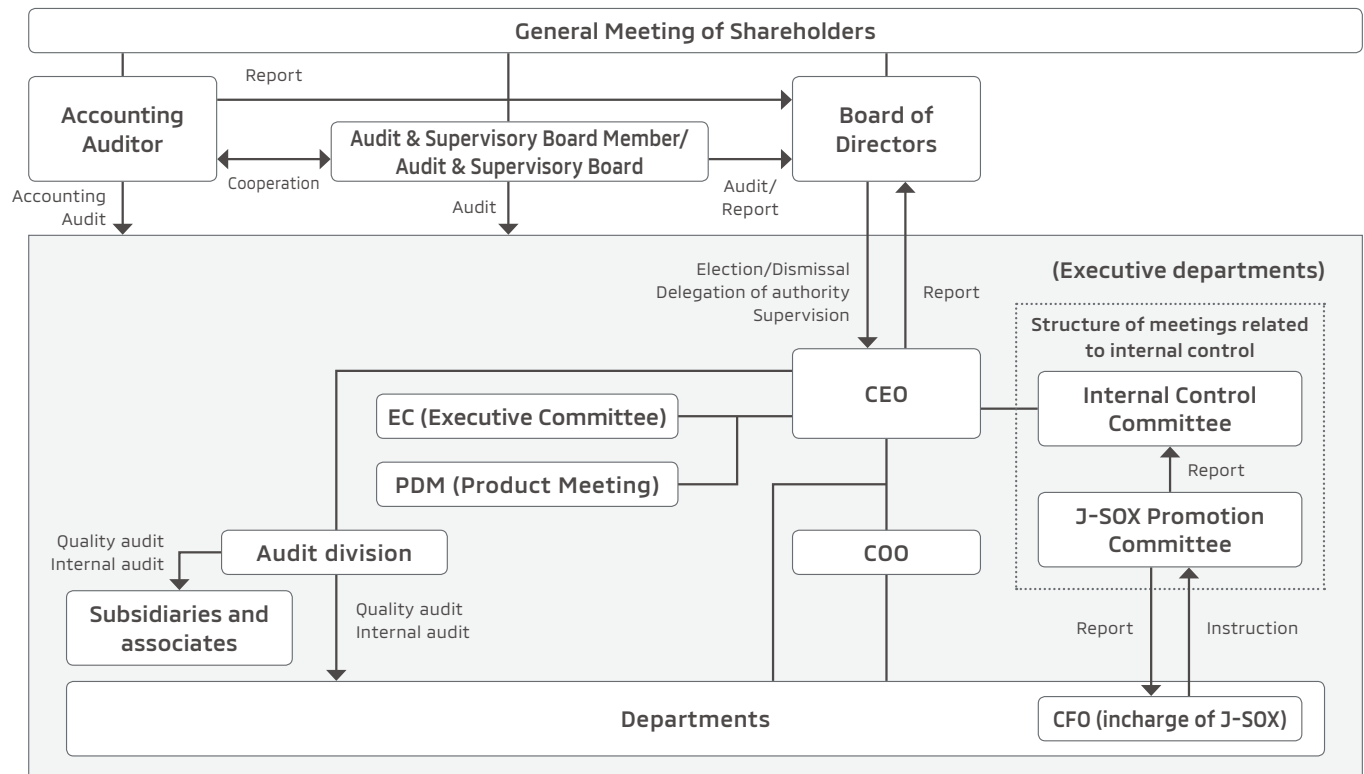 General Meeting of Shareholders
Report
Accounting
Auditor
Audit & Supervisory Board Member/
Audit & Supervisory Board
Board of
Directors
Cooperation
Accounting
Audit
Audit
Audit/
Report
(Executive departments)
Election/Dismissal
Delegation of authority
Supervision
Report
Structure of meetings related
to internal control
CEO
Internal Control
Committee
EC (Executive Committee)
Report
PDM (Product Meeting)
J-SOX Promotion
Committee
Quality audit
Internal audit
Audit division
COO
Subsidiaries and
associates
Quality audit
Internal audit
Report
Instruction
Departments
CFO (incharge of J-SOX)